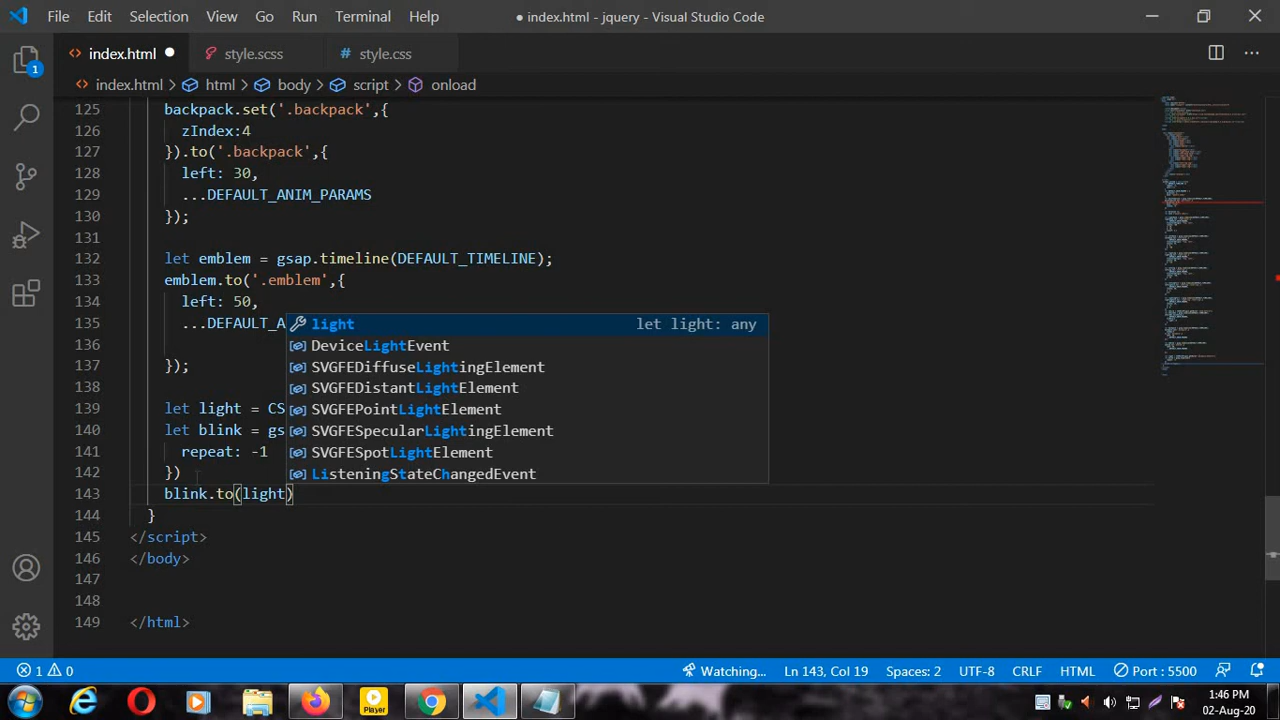 File Edit Selection View Go Run Terminal Help
● index.html - jquery - Visual Studio Code
index.html ● style.scss # style.css
index.html > html > body > script > onload
125 backpack.set('.backpack',{
126 zIndex:4
127 }).to('.backpack',{
128 left: 30,
129 ...DEFAULT_ANIM_PARAMS
130 });
131
132 let emblem = gsap.timeline(DEFAULT_TIMELINE);
133 emblem.to('.emblem',{
134 left: 50,
135 ...DEFAULT_A
136
137 });
138
139 let light = CS
140 let blink = gs
141 repeat: -1
142 })
143 blink.to(light)
144 }
145 </script>
146 </body>
147
148
149 </html>
light let light: any
DeviceLightEvent
SVGFEDiffuseLightingElement
SVGFEDistantLightElement
SVGFEPointLightElement
SVGFESpecularLightingElement
SVGFESpotLightElement
ListeningStateChangedEvent
1
1 0 Watching... Ln 143, Col 19 Spaces: 2 UTF-8 CRLF HTML Port : 5500
Player
1:46 PM
02-Aug-20